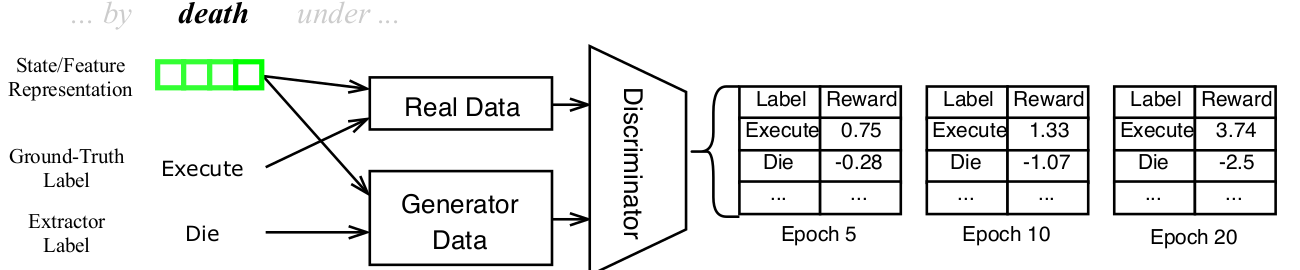 ... by death under ...
State/Feature
Representation
Real Data
Ground-Truth
Label
Execute
Extractor
Label
Die
Generator
Data
Discriminator
Label Reward
Execute 0.75
Die -0.28
... ...
Epoch 5
Label Reward
Execute 1.33
Die -1.07
... ...
Epoch 10
Label Reward
Execute 3.74
Die -2.5
... ...
Epoch 20